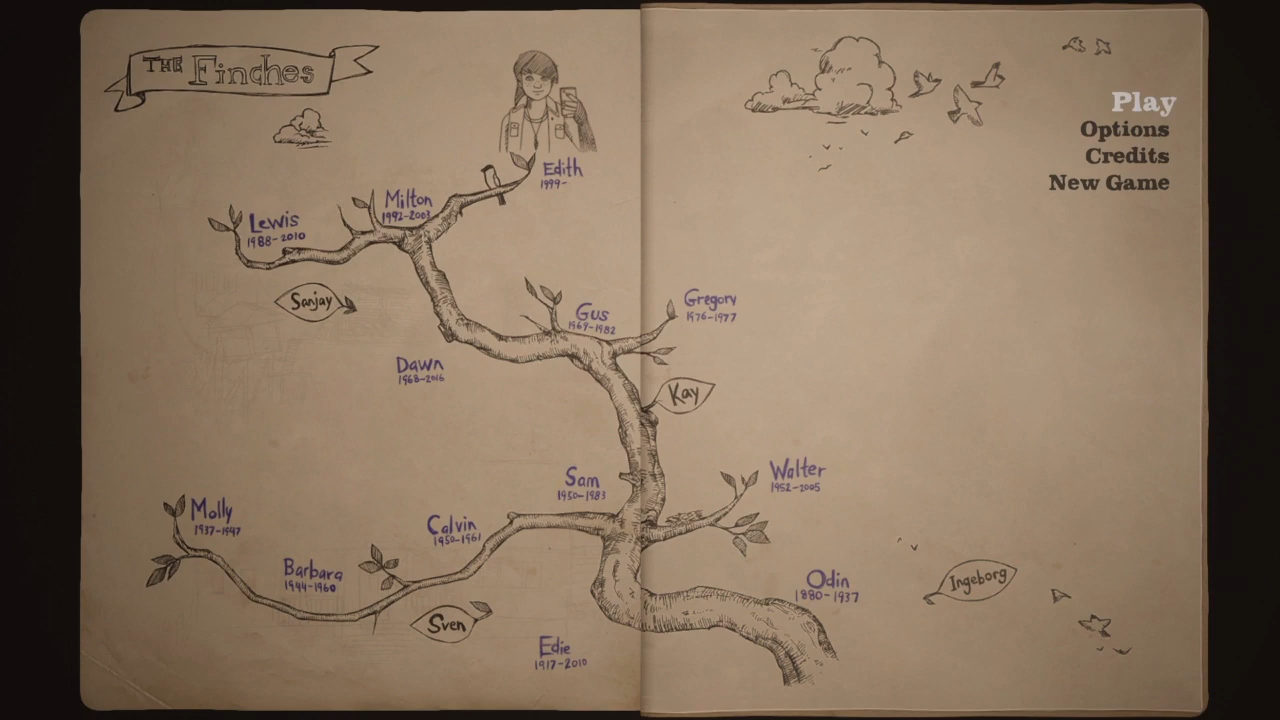 THE Finches
Play
Options
Credits
New Game
Edith
1999-
Milton
1992-2003
Lewis
1988-2010
Sanjay
Gus
1969-1982
Gregory
1976-1977
Dawn
1968-2016
Kay
Sam
1950-1983
Walter
1952-2005
Molly
1937-1947
Calvin
1950-1961
Barbara
1944-1960
Sven
Odin
1880-1937
Ingeborg
Edie
1917-2010